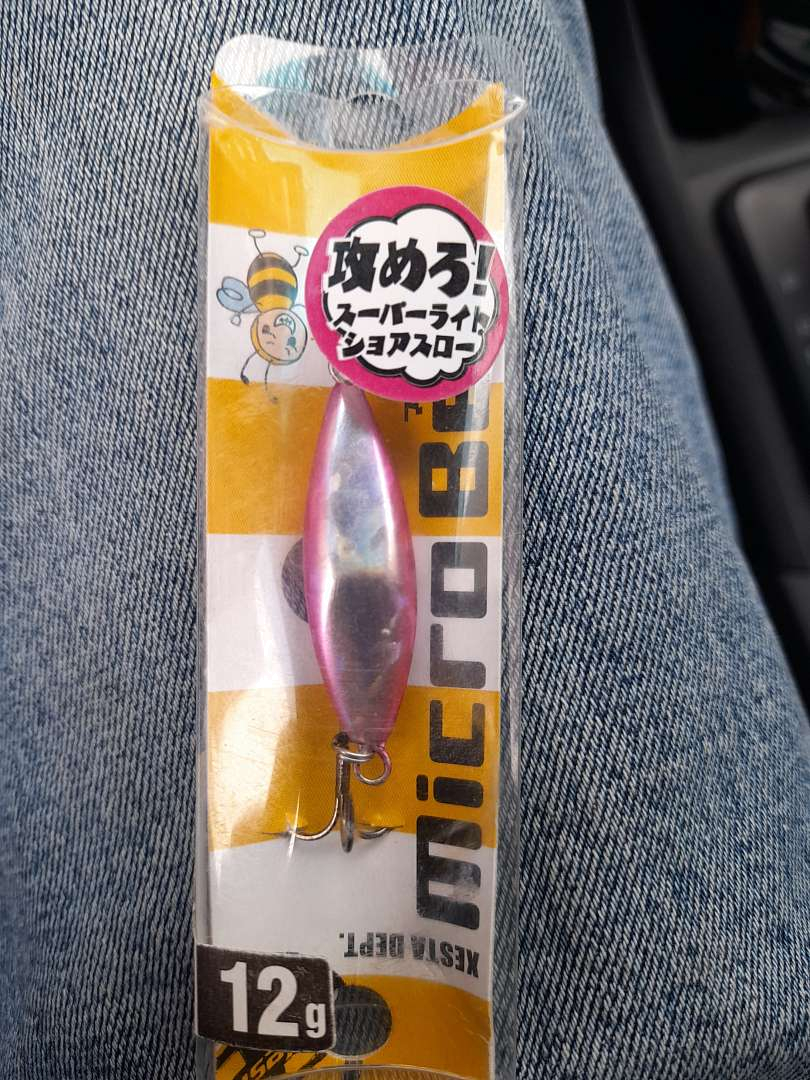 攻めろ!
スーパーライト
ショアスロー
micro Be
XESTA DEPT.
12g